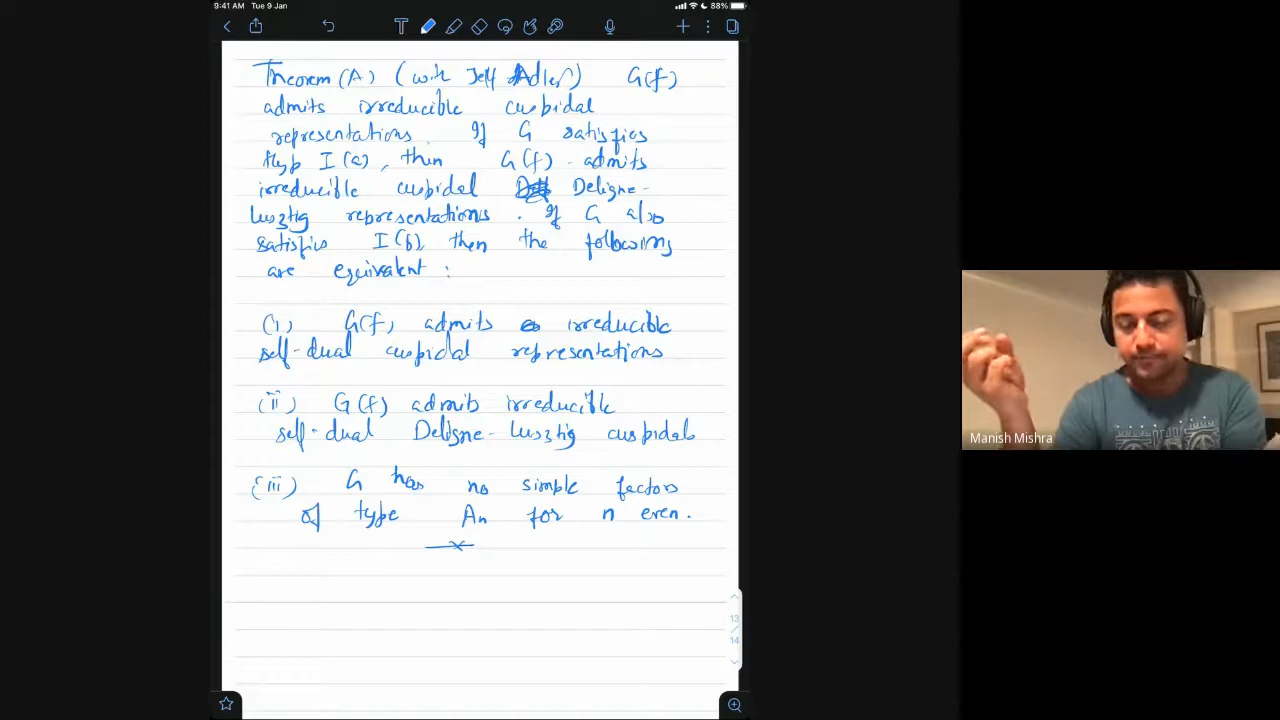 9:41 AM Tue 9 Jan
88%
T
Theorem (A) (with Jeff Adler) G(f)
admits irreducible cuspidal
representations. If G satisfies
Hyp I(a), then G(f) admits
irreducible cuspidal Deligne-
Lusztig representations. If G also
satisfies I(b), then the following
are equivalent:
(i) G(f) admits irreducible
self-dual cuspidal representations
(ii) G(f) admits irreducible
self-dual Deligne-Lusztig cuspidals
(iii) G has no simple factors
of type An for n even.
13
14
Manish Mishra